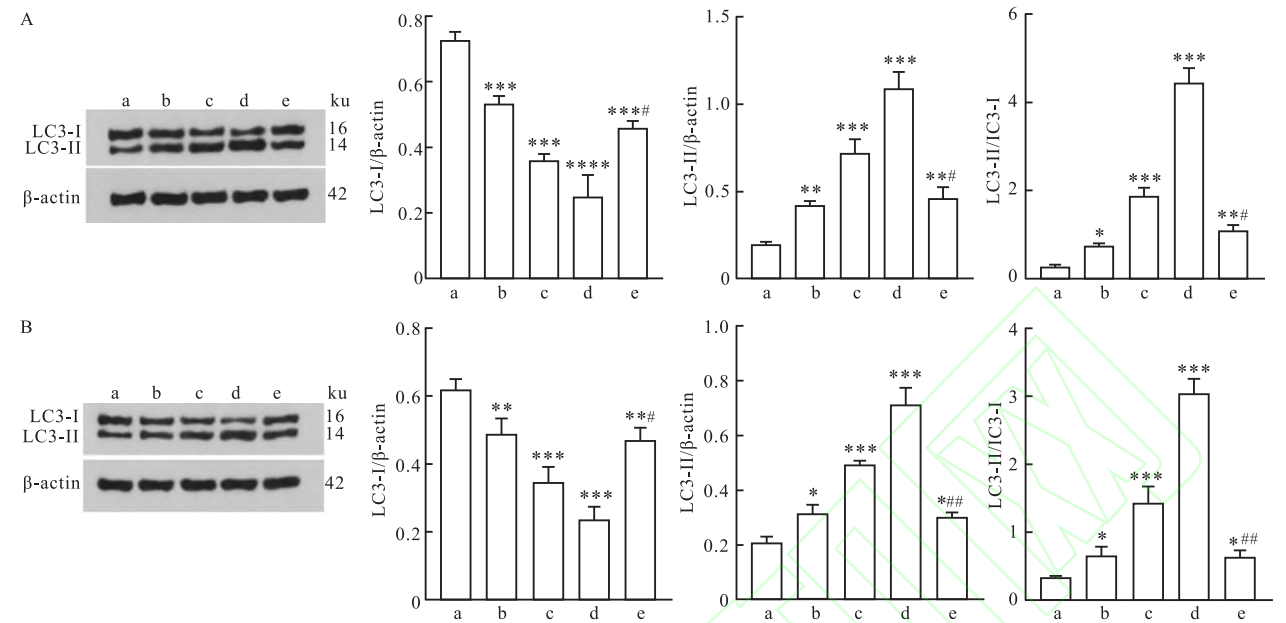 A
a b c d e ku
LC3-I 16
LC3-II 14
β-actin 42
LC3-I/β-actin
0.8
0.6
0.4
0.2
0
***
***
****
***#
a b c d e
LC3-II/β-actin
1.5
1.0
0.5
0
**
***
***
**#
a b c d e
LC3-II/IC3-I
6
4
2
0
*
***
***
**#
a b c d e
B
a b c d e ku
LC3-I 16
LC3-II 14
β-actin 42
LC3-I/β-actin
0.8
0.6
0.4
0.2
0
**
***
***
**#
a b c d e
LC3-II/β-actin
1.0
0.8
0.6
0.4
0.2
0
*
***
***
*##
a b c d e
LC3-II/IC3-I
4
3
2
1
0
*
***
***
*##
a b c d e